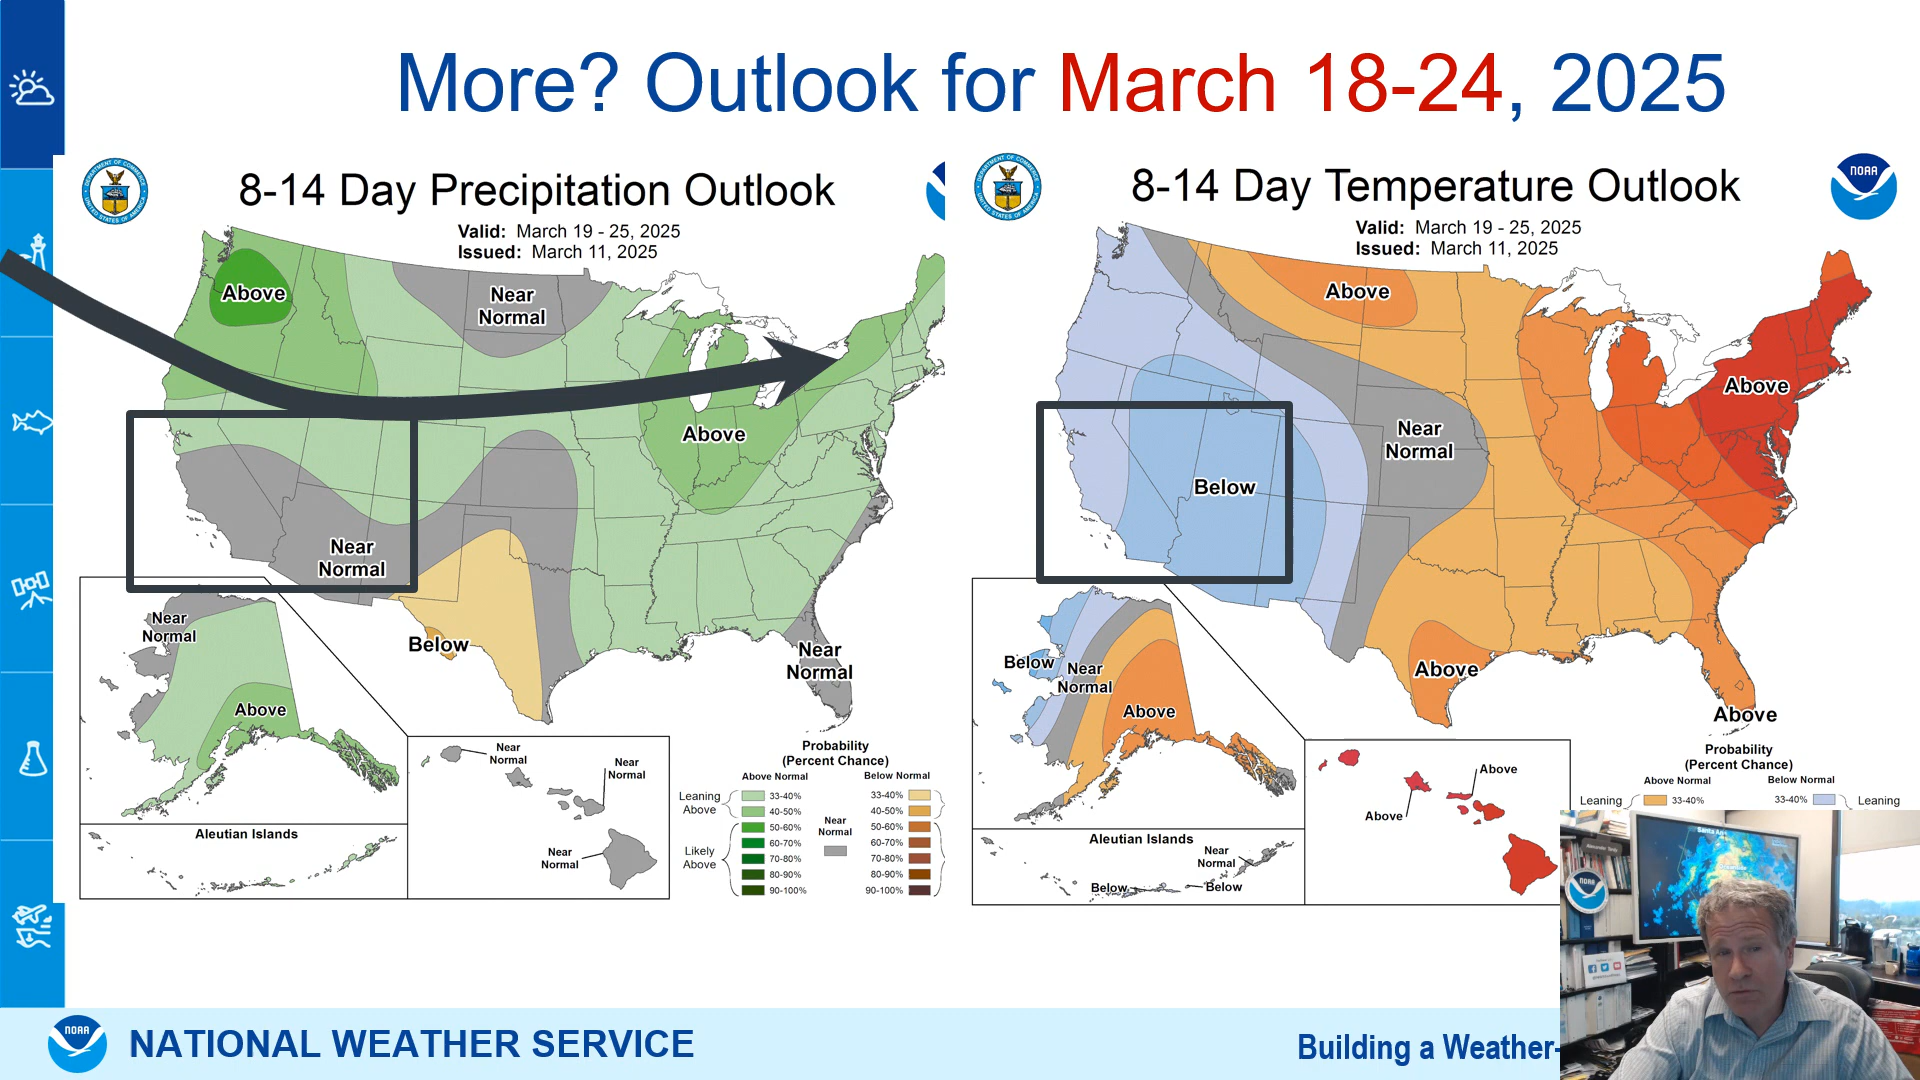 More? Outlook for March 18-24, 2025
8-14 Day Precipitation Outlook
Valid: March 19 - 25, 2025
Issued: March 11, 2025
Above
Near
Normal
Above
Near
Normal
Below
Near
Normal
Near
Normal
Above
Aleutian Islands
Near
Normal
Near
Normal
Near
Normal
Probability
(Percent Chance)
Above Normal
Below Normal
Leaning
Above
Likely
Above
33-40%
40-50%
50-60%
60-70%
70-80%
80-90%
90-100%
Near
Normal
33-40%
40-50%
50-60%
60-70%
70-80%
80-90%
90-100%
8-14 Day Temperature Outlook
Valid: March 19 - 25, 2025
Issued: March 11, 2025
NOAA
Above
Near
Normal
Above
Below
Above
Above
Below
Near
Normal
Above
Aleutian Islands
Near
Normal
Below
Below
Above
Above
Probability
(Percent Chance)
Above Normal
Below Normal
Leaning
33-40%
33-40%
Leaning
Santa An
NOAA
NOAA
NATIONAL WEATHER SERVICE
Building a Weather-